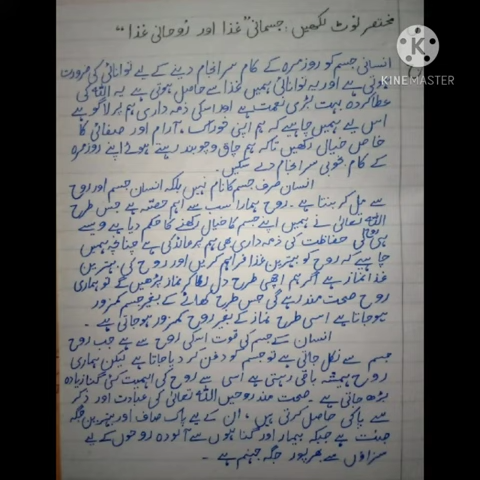 مختصر نوٹ لکھیں: "جسمانی غذا اور روحانی غذا"
KINEMASTER
انسانی جسم کو روزمرہ کے کام سرانجام دینے کے لیے توانائی کی ضرورت
ہوتی ہے اور یہ توانائی ہمیں غذا سے حاصل ہوتی ہے یہ اللہ کی
عطا کردہ بہت بڑی نعمت ہے اور اسکی ذمہ داری ہم پر لاگو ہے
اس لیے ہمیں چاہیے کہ ہم اپنی خوراک، آرام اور صفائی کا
خاص خیال رکھیں تاکہ ہم چاق و چوبند رہتے ہوئے اپنے روزمرہ
کے کام بخوبی سرانجام دے سکیں۔
انسان صرف جسم کا نام نہیں بلکہ انسان جسم اور روح
سے مل کر بنتا ہے۔ روح ہمارا سب سے اہم حصہ ہے جس طرح
اللہ تعالیٰ نے ہمیں اپنے جسم کا خیال رکھنے کا حکم دیا ہے ویسے
ہی روح کی حفاظت کی ذمہ داری بھی ہم پر عائد کی ہے چنانچہ ہمیں
چاہیے کہ روح کو بہترین غذا فراہم کریں اور روح کی بہترین
غذا نماز ہے اگر ہم اچھی طرح دل لگا کر نماز پڑھیں گے تو ہماری
روح صحت مند رہے گی جس طرح کھانے کے بغیر جسم کمزور
ہو جاتا ہے اسی طرح نماز کے بغیر روح کمزور ہو جاتی ہے۔
انسان کے جسم کی قوت اسکی روح سے ہے جب روح
جسم سے نکل جاتی ہے تو جسم کو دفن کر دیا جاتا ہے لیکن ہماری
روح ہمیشہ باقی رہتی ہے اسی سے روح کی اہمیت کئی گنا زیادہ
بڑھ جاتی ہے۔ صحت مند روحیں اللہ تعالیٰ کی عبادت اور ذکر
سے پاکی حاصل کرتی ہیں، ان کے لیے پاک صاف اور بہترین جگہ
جنت ہے جبکہ بیمار اور گناہوں سے آلودہ روحوں کے لیے
سزاؤں سے بھرپور جگہ جہنم ہے۔